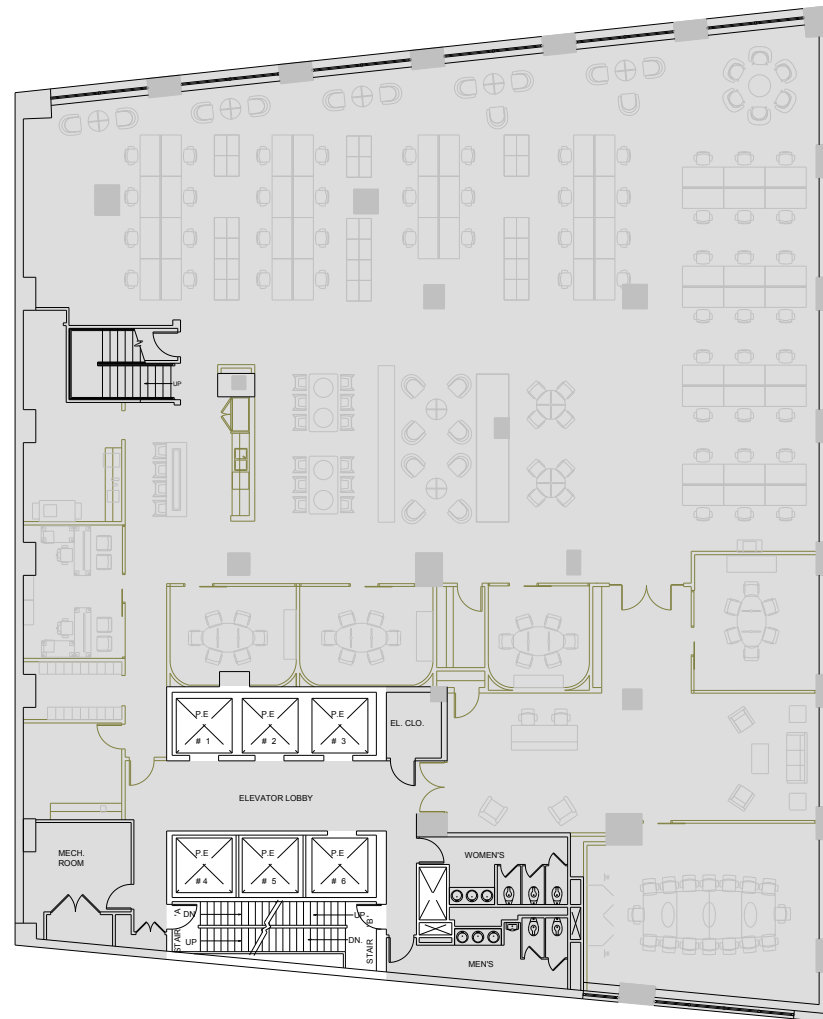 UP
P.E
# 1
P.E
# 2
P.E
# 3
EL. CLO.
ELEVATOR LOBBY
MECH.
ROOM
P.E
# 4
P.E
# 5
P.E
# 6
WOMEN'S
STAIR 'A'
DN
UP
UP
DN.
STAIR 'B'
MEN'S